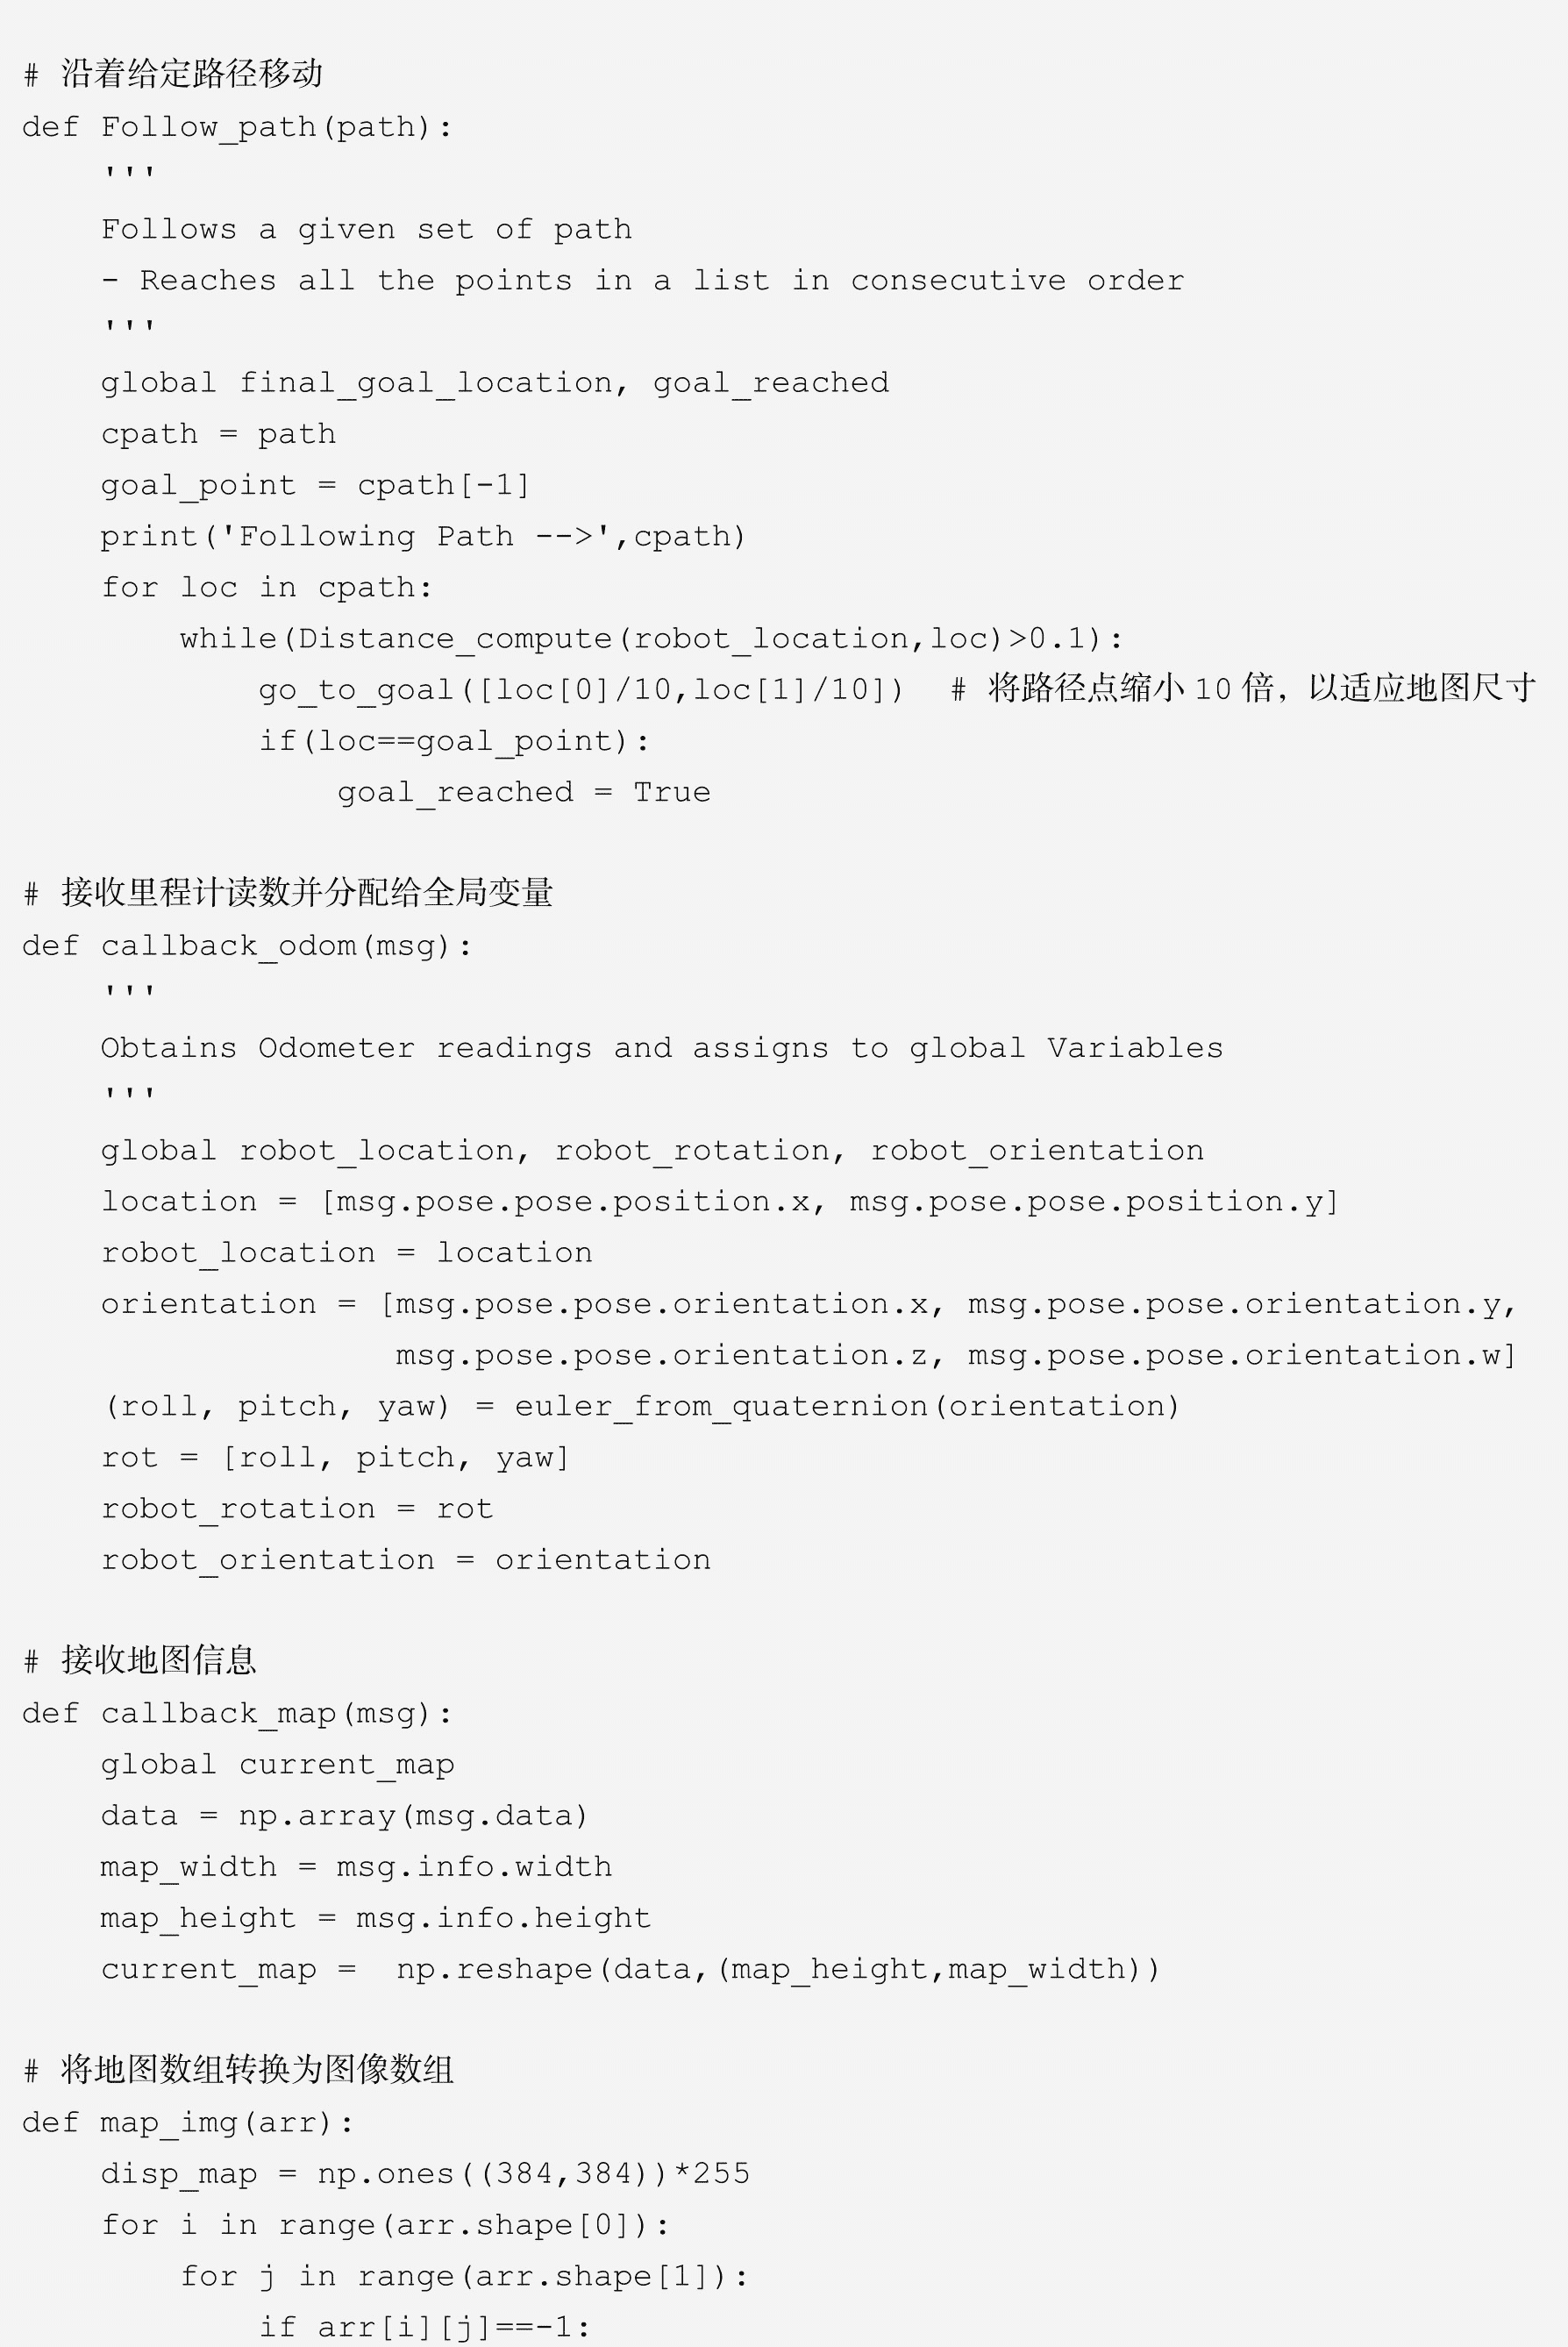 # 沿着给定路径移动
def Follow_path(path):
    '''
    Follows a given set of path
    - Reaches all the points in a list in consecutive order
    '''
    global final_goal_location, goal_reached
    cpath = path
    goal_point = cpath[-1]
    print('Following Path -->',cpath)
    for loc in cpath:
        while(Distance_compute(robot_location,loc)>0.1):
            go_to_goal([loc[0]/10,loc[1]/10])  # 将路径点缩小 10 倍，以适应地图尺寸
            if(loc==goal_point):
                goal_reached = True

# 接收里程计读数并分配给全局变量
def callback_odom(msg):
    '''
    Obtains Odometer readings and assigns to global Variables
    '''
    global robot_location, robot_rotation, robot_orientation
    location = [msg.pose.pose.position.x, msg.pose.pose.position.y]
    robot_location = location
    orientation = [msg.pose.pose.orientation.x, msg.pose.pose.orientation.y,
                   msg.pose.pose.orientation.z, msg.pose.pose.orientation.w]
    (roll, pitch, yaw) = euler_from_quaternion(orientation)
    rot = [roll, pitch, yaw]
    robot_rotation = rot
    robot_orientation = orientation

# 接收地图信息
def callback_map(msg):
    global current_map
    data = np.array(msg.data)
    map_width = msg.info.width
    map_height = msg.info.height
    current_map =  np.reshape(data,(map_height,map_width))

# 将地图数组转换为图像数组
def map_img(arr):
    disp_map = np.ones((384,384))*255
    for i in range(arr.shape[0]):
        for j in range(arr.shape[1]):
            if arr[i][j]==-1: